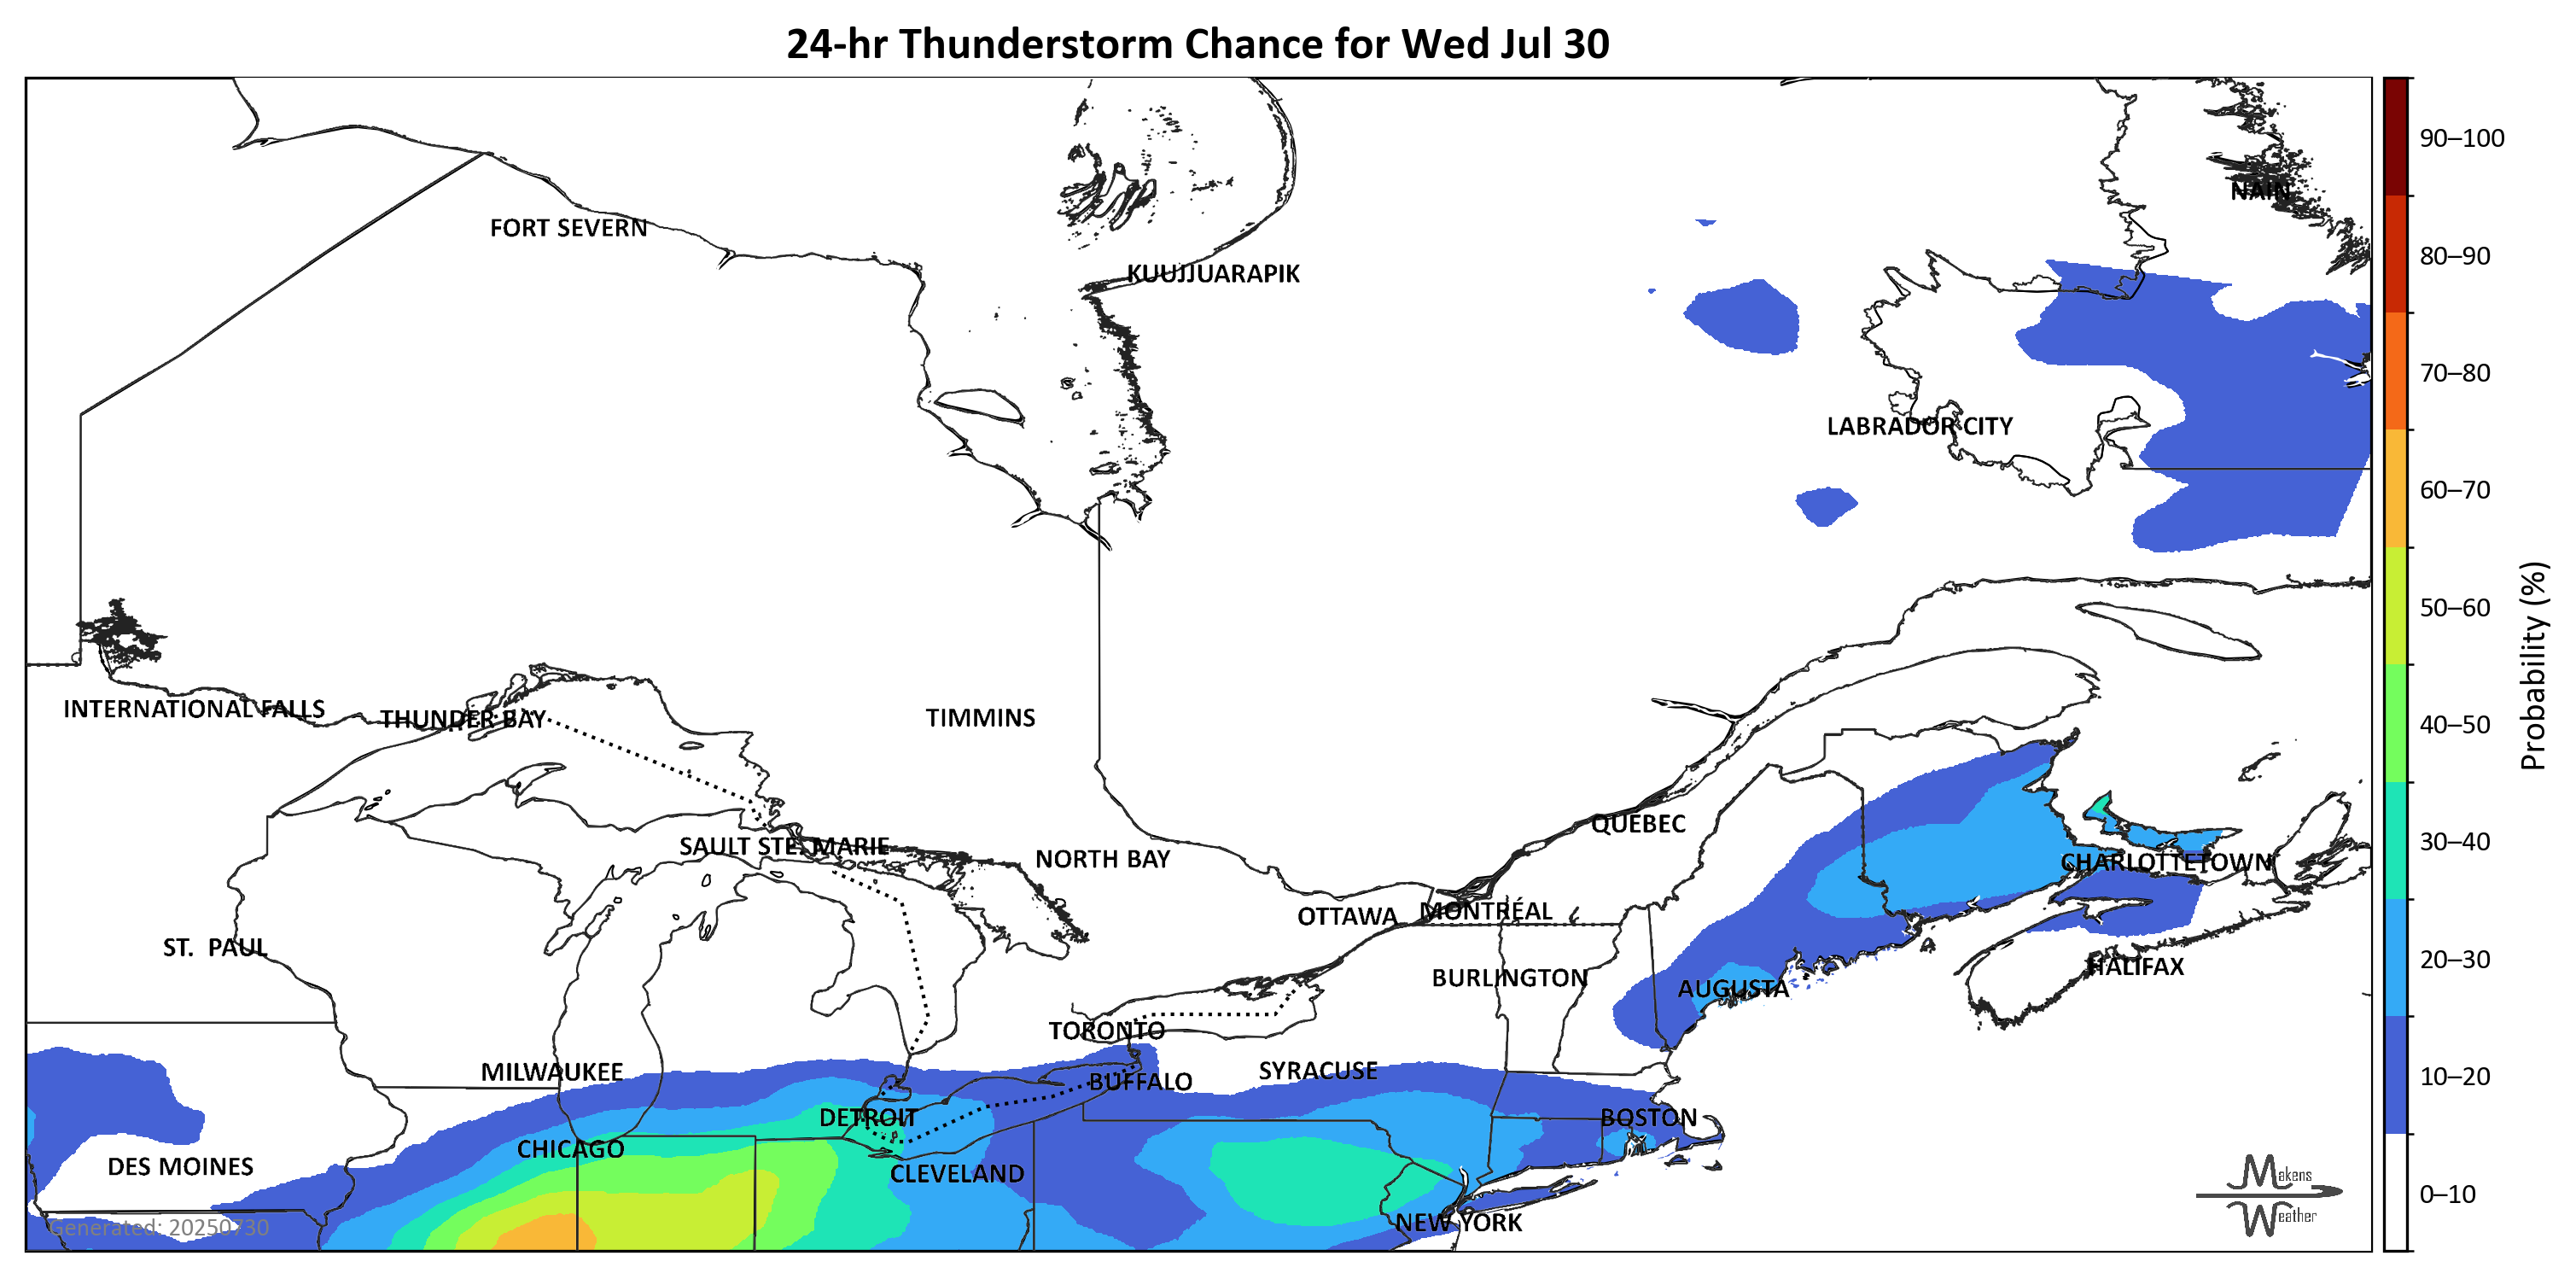 24-hr Thunderstorm Chance for Wed Jul 30
90–100
NAIN
FORT SEVERN
80–90
KUUJJUARAPIK
70–80
LABRADOR CITY
60–70
50–60
Probability (%)
INTERNATIONAL FALLS
THUNDER BAY
TIMMINS
40–50
QUEBEC
SAULT STE. MARIE
NORTH BAY
30–40
CHARLOTTETOWN
OTTAWA
MONTRÉAL
ST. PAUL
20–30
HALIFAX
BURLINGTON
AUGUSTA
TORONTO
MILWAUKEE
SYRACUSE
BUFFALO
10–20
DETROIT
BOSTON
CHICAGO
DES MOINES
CLEVELAND
Makens
Weather
0–10
NEW YORK
Generated: 20250730